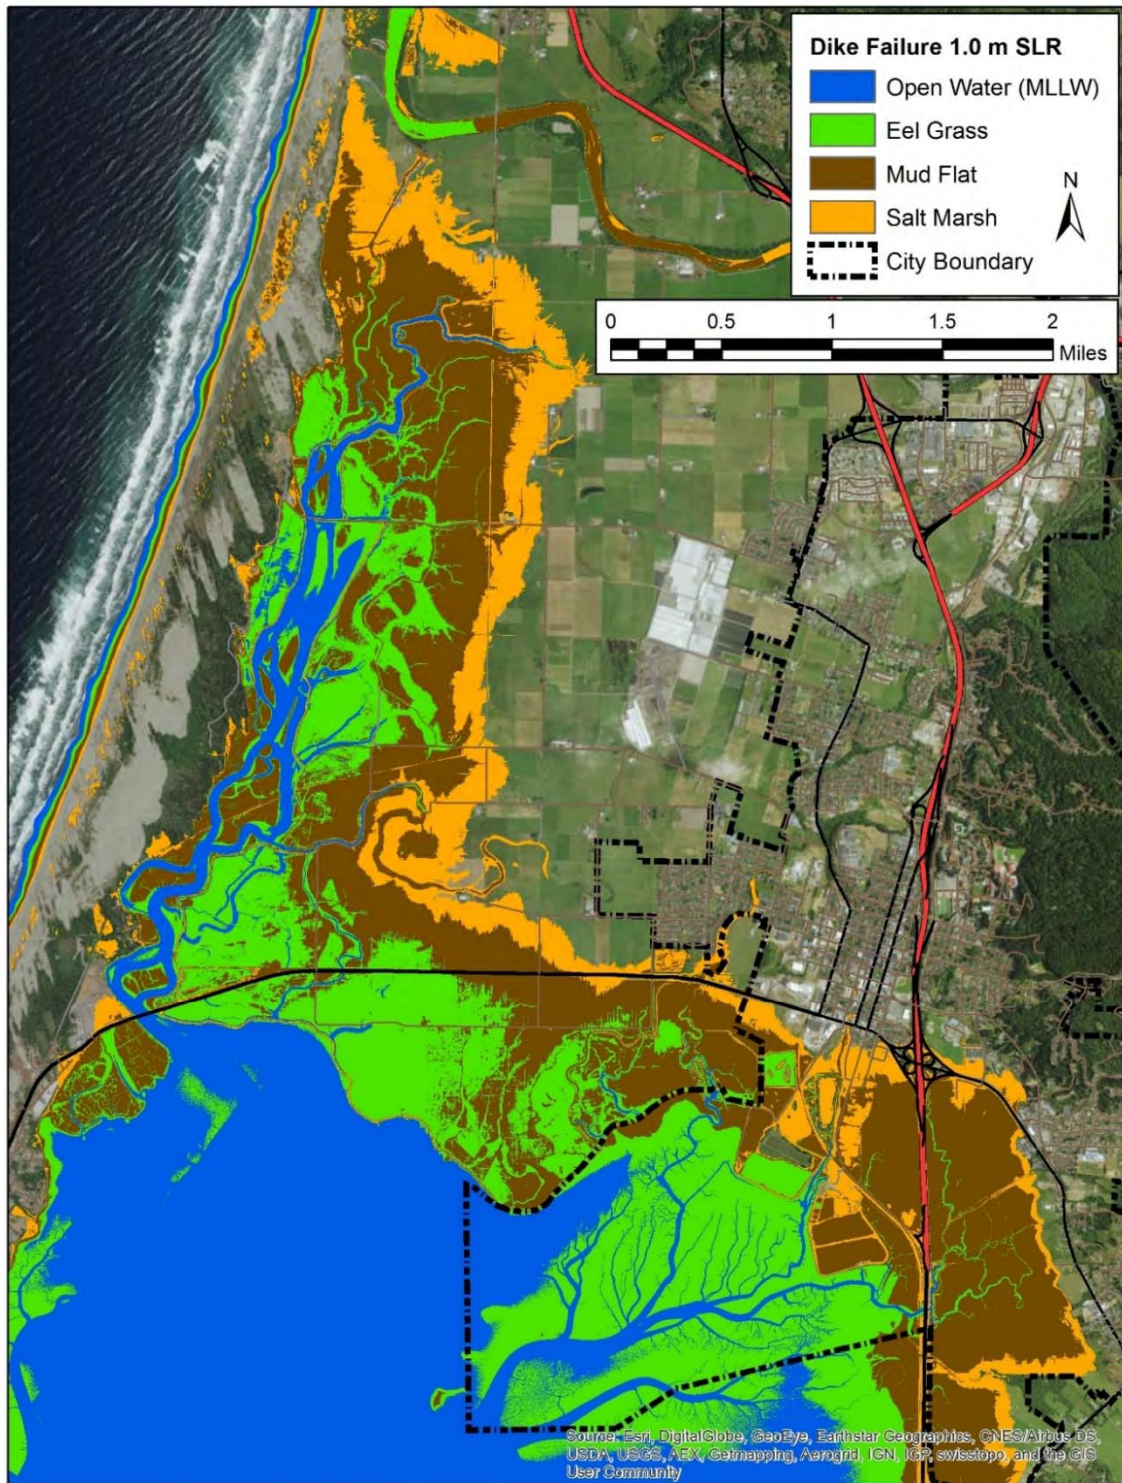 Dike Failure 1.0 m SLR
Open Water (MLLW)
Eel Grass
Mud Flat
Salt Marsh
City Boundary
N
0 0.5 1 1.5 2
Miles
Source: Esri, DigitalGlobe, GeoEye, Earthstar Geographics, CNES/Airbus DS,
USDA, USGS, AEX, Getmapping, Aerogrid, IGN, IGP, swisstopo, and the GIS
User Community